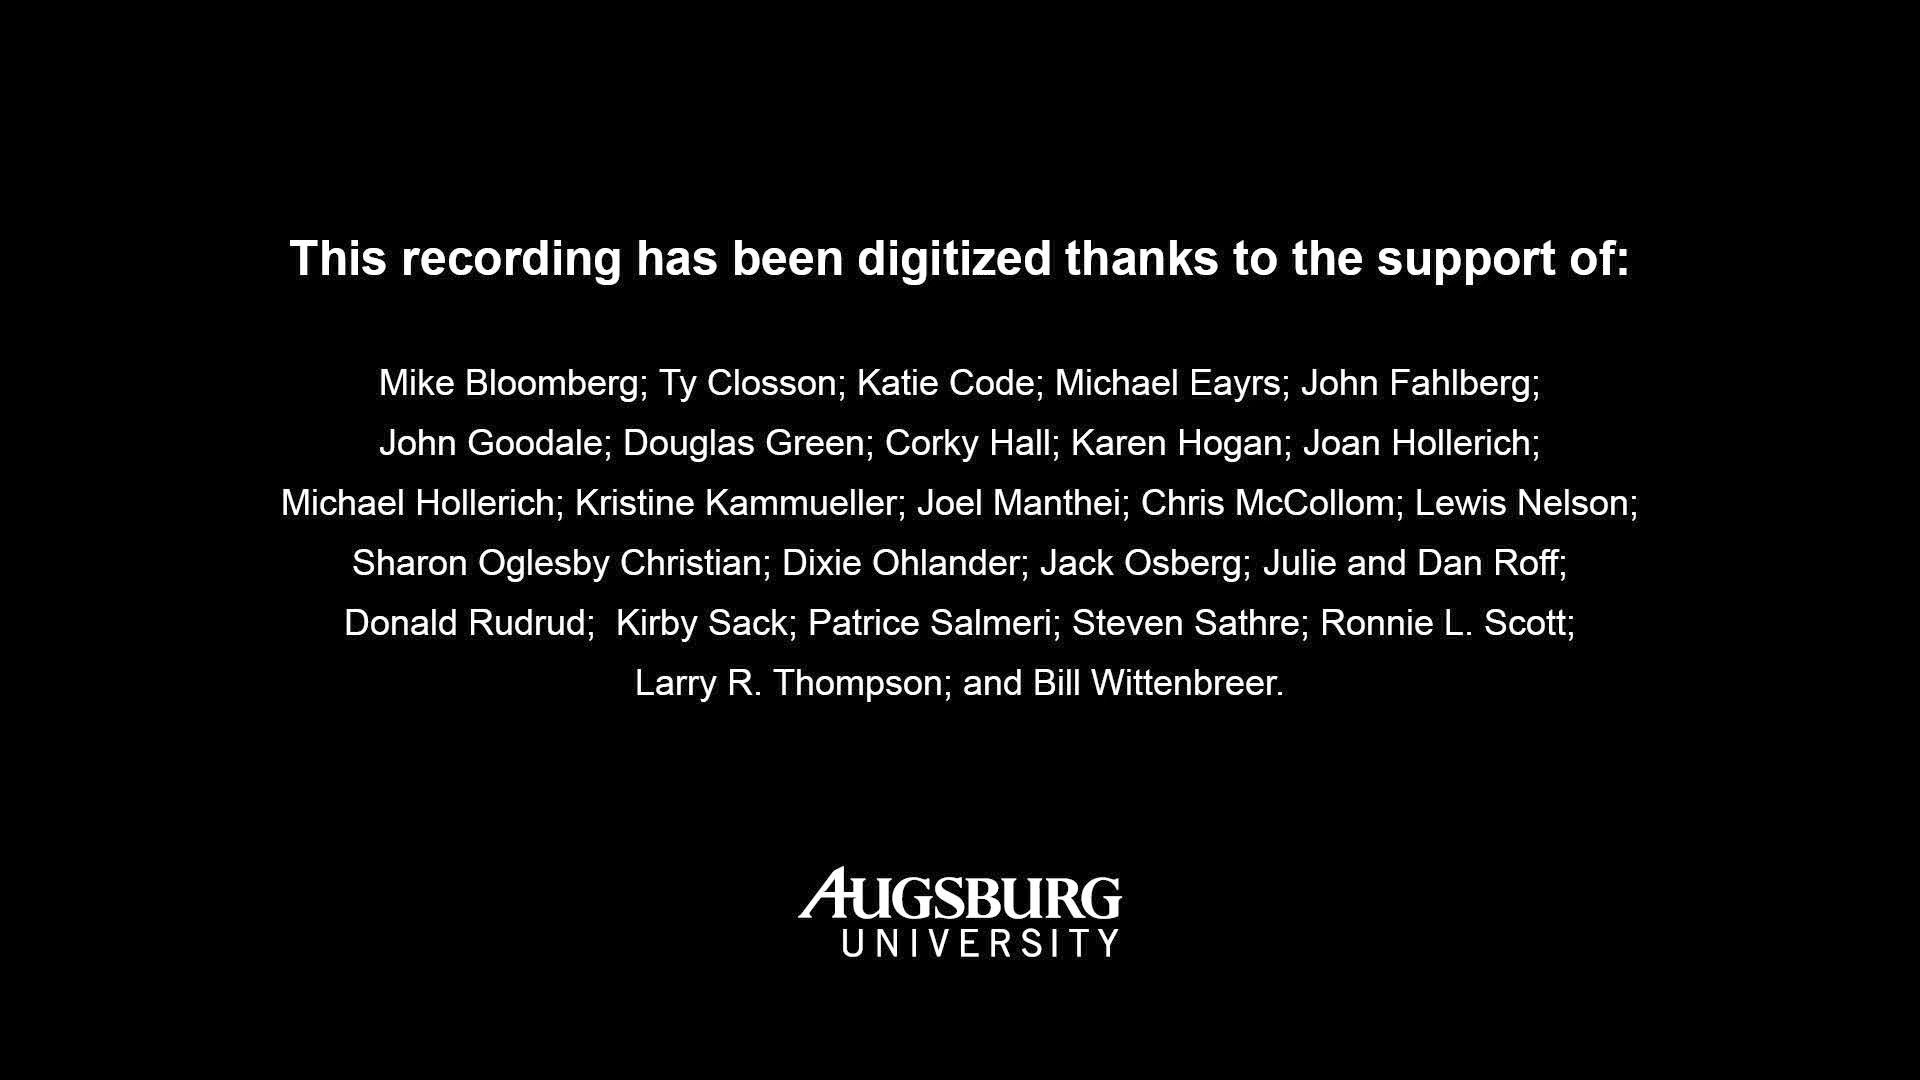 This recording has been digitized thanks to the support of:
Mike Bloomberg; Ty Closson; Katie Code; Michael Eayrs; John Fahlberg;
John Goodale; Douglas Green; Corky Hall; Karen Hogan; Joan Hollerich;
Michael Hollerich; Kristine Kammueller; Joel Manthei; Chris McCollom; Lewis Nelson;
Sharon Oglesby Christian; Dixie Ohlander; Jack Osberg; Julie and Dan Roff;
Donald Rudrud;  Kirby Sack; Patrice Salmeri; Steven Sathre; Ronnie L. Scott;
Larry R. Thompson; and Bill Wittenbreer.
AUGSBURG
UNIVERSITY